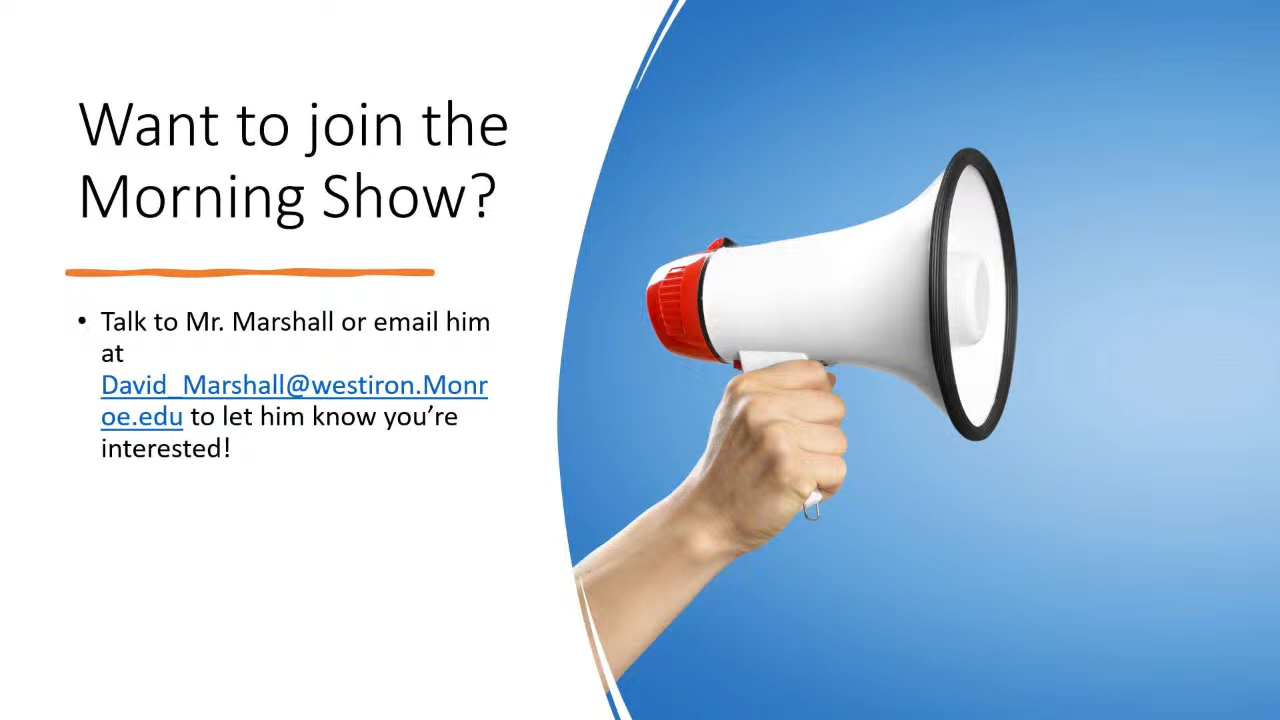 Want to join the
Morning Show?
• Talk to Mr. Marshall or email him
at
David_Marshall@westiron.Monr
oe.edu to let him know you’re
interested!